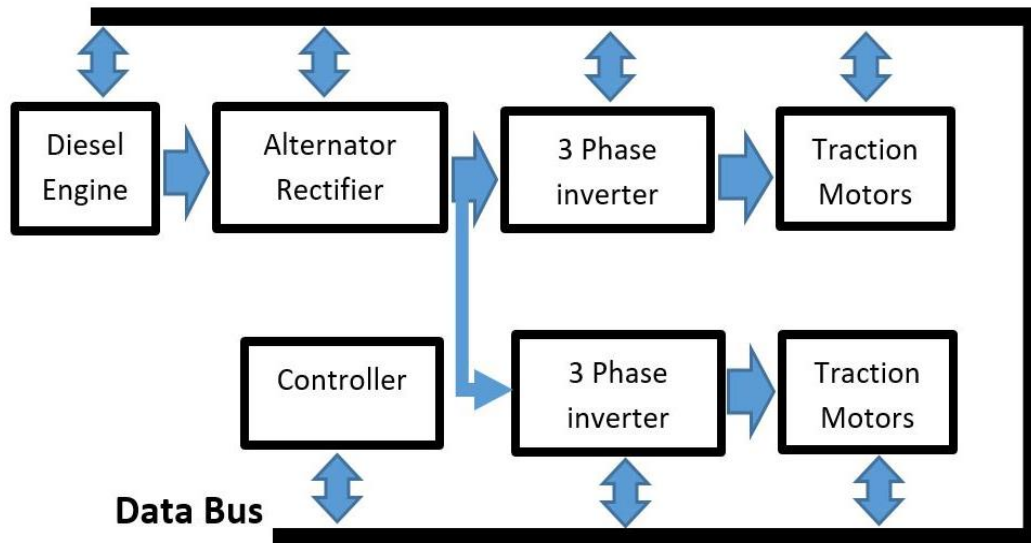 Diesel
Engine
Alternator
Rectifier
3 Phase
inverter
Traction
Motors
Controller
3 Phase
inverter
Traction
Motors
Data Bus